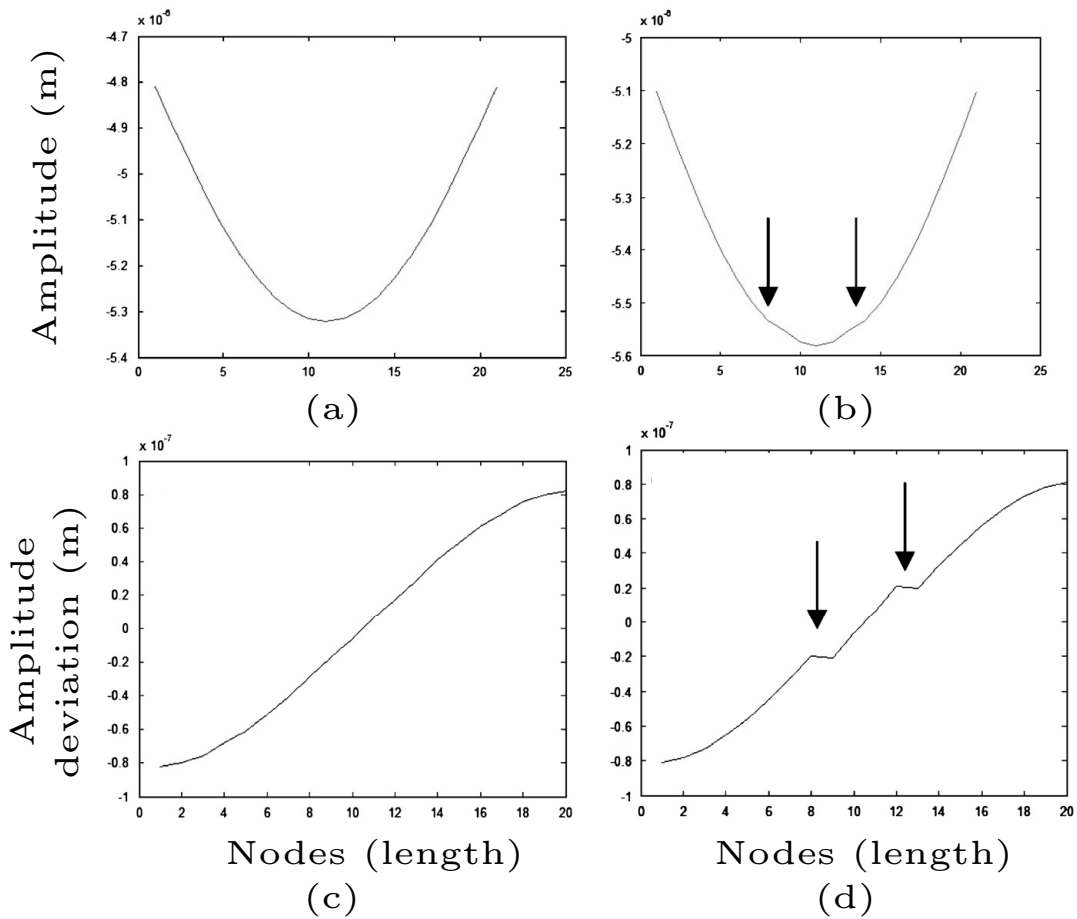 x 10⁻⁶
-4.7
-4.8
-4.9
-5
-5.1
-5.2
-5.3
-5.4
0 5 10 15 20 25
Amplitude (m)
(a)
x 10⁻⁶
-5
-5.1
-5.2
-5.3
-5.4
-5.5
-5.6
0 5 10 15 20 25
(b)
x 10⁻⁷
1
0.8
0.6
0.4
0.2
0
-0.2
-0.4
-0.6
-0.8
-1
0 2 4 6 8 10 12 14 16 18 20
Amplitude
deviation (m)
Nodes (length)
(c)
x 10⁻⁷
1
0.8
0.6
0.4
0.2
0
-0.2
-0.4
-0.6
-0.8
-1
0 2 4 6 8 10 12 14 16 18 20
Nodes (length)
(d)